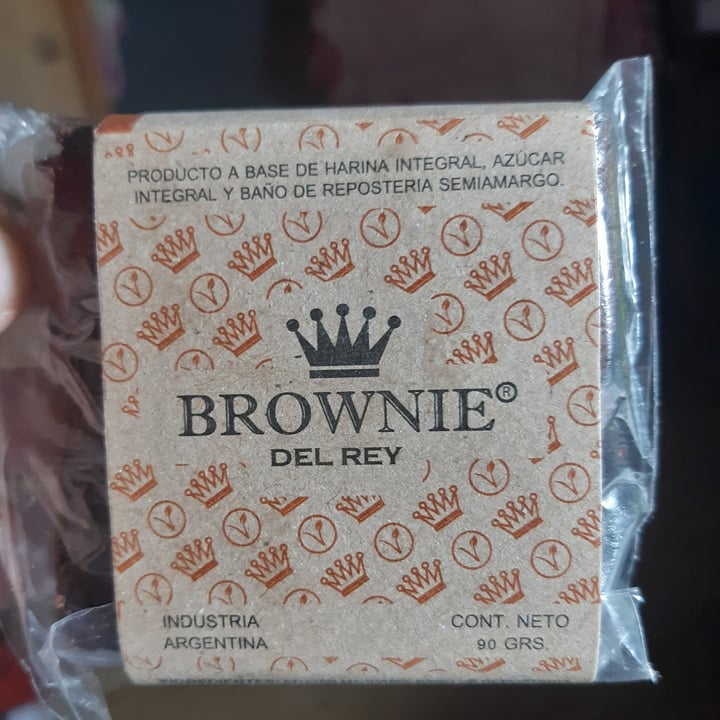 PRODUCTO A BASE DE HARINA INTEGRAL, AZÚCAR
INTEGRAL Y BAÑO DE REPOSTERIA SEMIAMARGO.
BROWNIE®
DEL REY
INDUSTRIA
ARGENTINA
CONT. NETO
90 GRS.